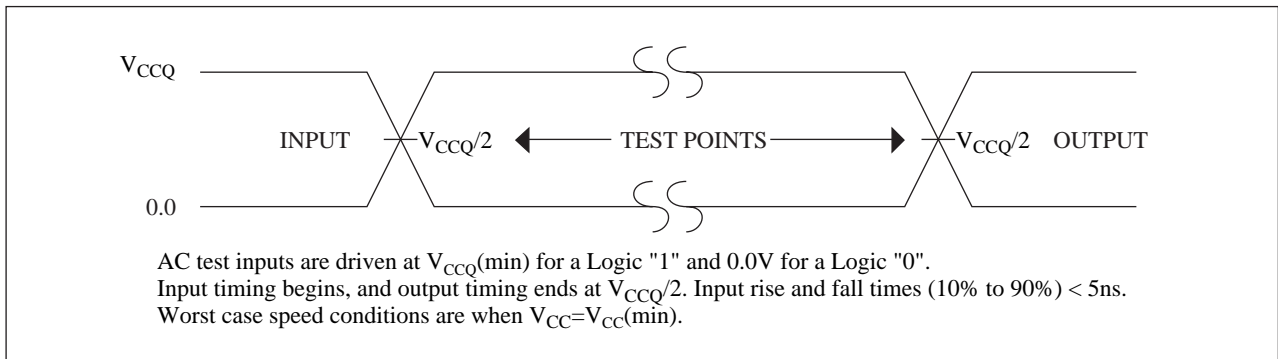 VCCQ
INPUT VCCQ/2 TEST POINTS VCCQ/2 OUTPUT
0.0
AC test inputs are driven at VCCQ(min) for a Logic "1" and 0.0V for a Logic "0".
Input timing begins, and output timing ends at VCCQ/2. Input rise and fall times (10% to 90%) < 5ns.
Worst case speed conditions are when VCC=VCC(min).